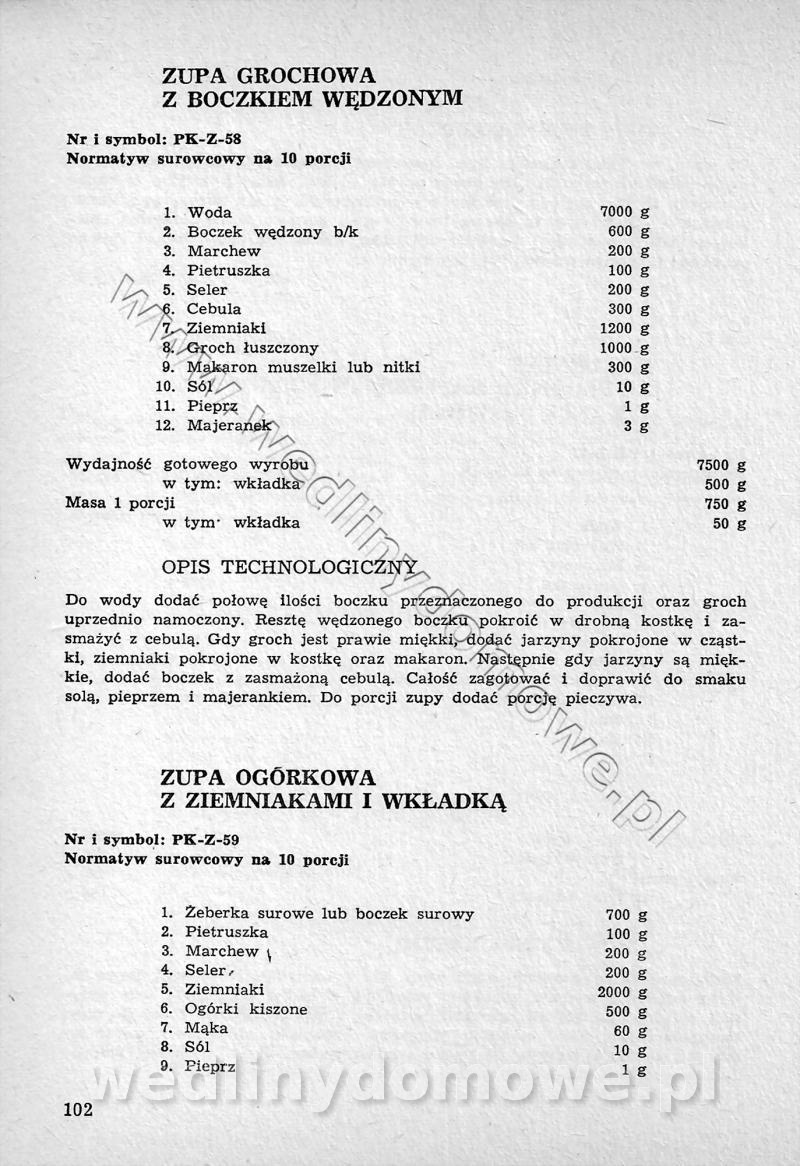 ZUPA GROCHOWA
Z BOCZKIEM WĘDZONYM
Nr i symbol: PK-Z-58
Normatyw surowcowy na 10 porcji
1. Woda 7000 g
2. Boczek wędzony b/k 600 g
3. Marchew 200 g
4. Pietruszka 100 g
5. Seler 200 g
6. Cebula 300 g
7. Ziemniaki 1200 g
8. Groch łuszczony 1000 g
9. Makaron muszelki lub nitki 300 g
10. Sól 10 g
11. Pieprz 1 g
12. Majeranek 3 g
Wydajność gotowego wyrobu 7500 g
w tym: wkładka 500 g
Masa 1 porcji 750 g
w tym· wkładka 50 g
OPIS TECHNOLOGICZNY
Do wody dodać połowę ilości boczku przeznaczonego do produkcji oraz groch
uprzednio namoczony. Resztę wędzonego boczku pokroić w drobną kostkę i za-
smażyć z cebulą. Gdy groch jest prawie miękki, dodać jarzyny pokrojone w cząst-
ki, ziemniaki pokrojone w kostkę oraz makaron. Następnie gdy jarzyny są mięk-
kie, dodać boczek z zasmażoną cebulą. Całość zagotować i doprawić do smaku
solą, pieprzem i majerankiem. Do porcji zupy dodać porcję pieczywa.
www.wedlinydomowe.pl
ZUPA OGÓRKOWA
Z ZIEMNIAKAMI I WKŁADKĄ
Nr i symbol: PK-Z-59
Normatyw surowcowy na 10 porcji
1. Żeberka surowe lub boczek surowy 700 g
2. Pietruszka 100 g
3. Marchew 200 g
4. Seler 200 g
5. Ziemniaki 2000 g
6. Ogórki kiszone 500 g
7. Mąka 60 g
8. Sól 10 g
9. Pieprz 1 g
wedlinydomowe.pl
102